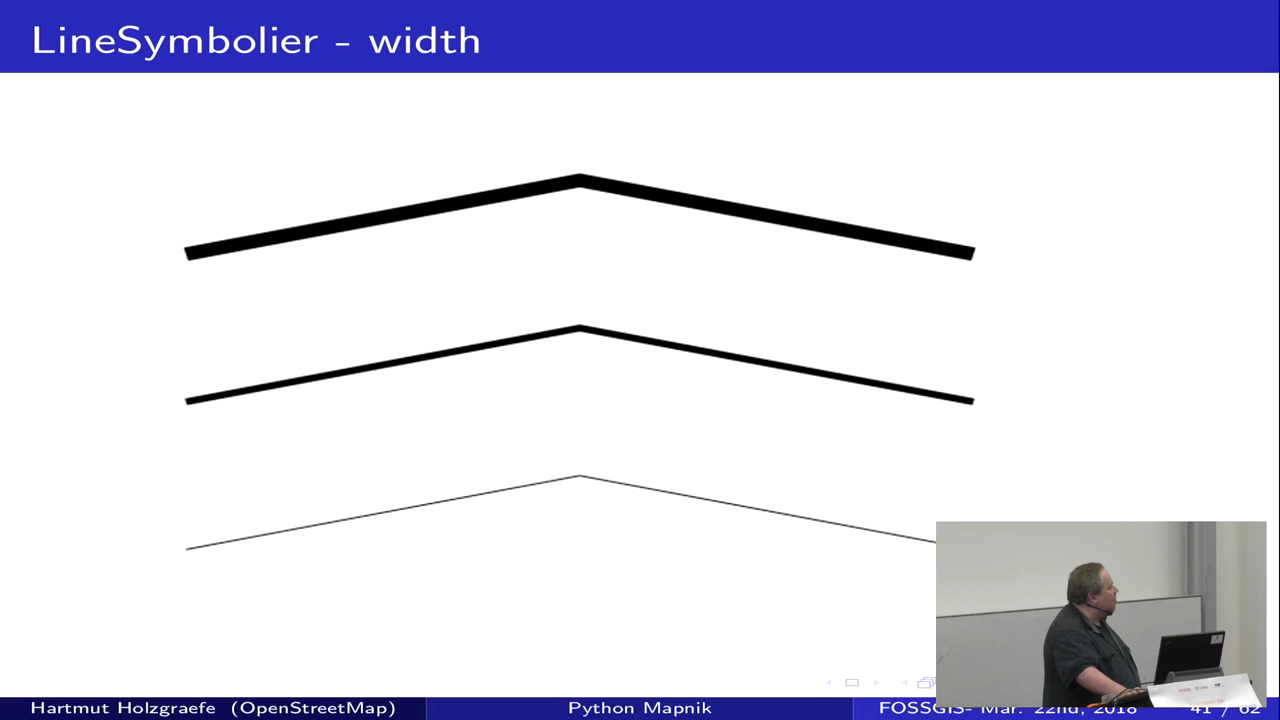 LineSymbolier - width
Hartmut Holzgraefe (OpenStreetMap)
Python Mapnik
FOSSGIS- Mar. 22nd, 2018
41 / 62